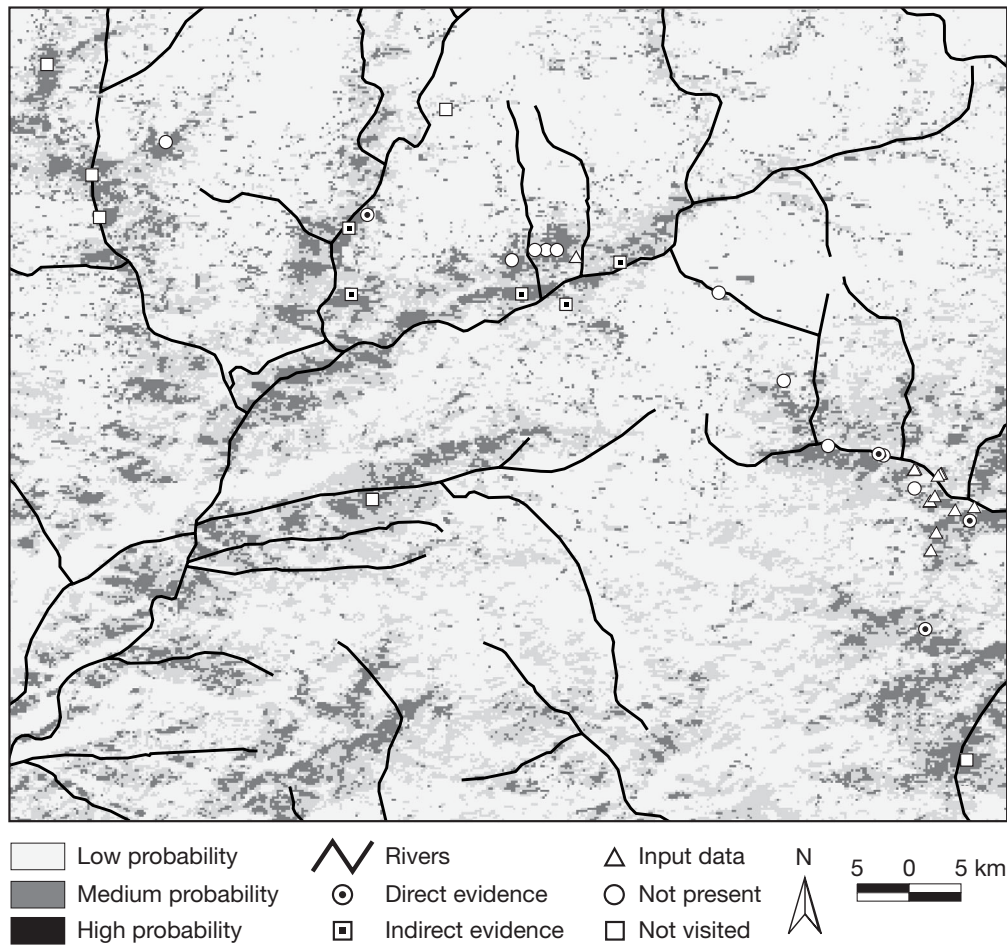 Low probability
Medium probability
High probability
Rivers
Direct evidence
Indirect evidence
Input data
Not present
Not visited
N
5 0 5 km